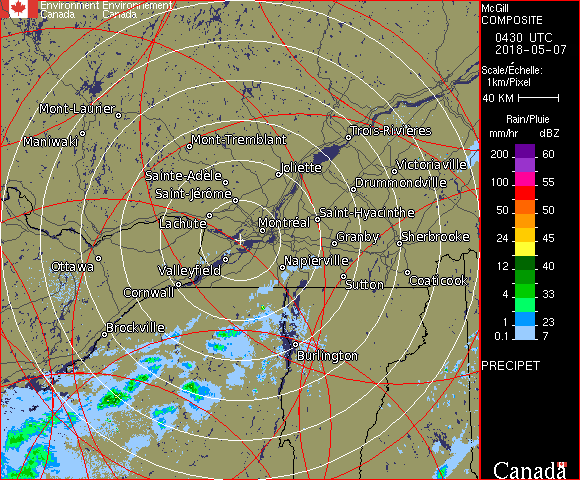 Environment Environnement
Canada Canada
McGill
COMPOSITE
0430 UTC
2018-05-07
Scale/Échelle:
1km/Pixel
40 KM
Rain/Pluie
mm/hr dBZ
200 60
150 57
100 55
50 50
24 45
12 40
4 33
1 23
0.1 7
PRECIPET
Canada
Mont-Laurier
Maniwaki
Mont-Tremblant
Trois-Rivières
Sainte-Adèle
Joliette
Victoriaville
Saint-Jérôme
Drummondville
Lachute
Montréal
Saint-Hyacinthe
Granby
Sherbrooke
Ottawa
Valleyfield
Napierville
Cornwall
Sutton
Coaticook
Brockville
Burlington